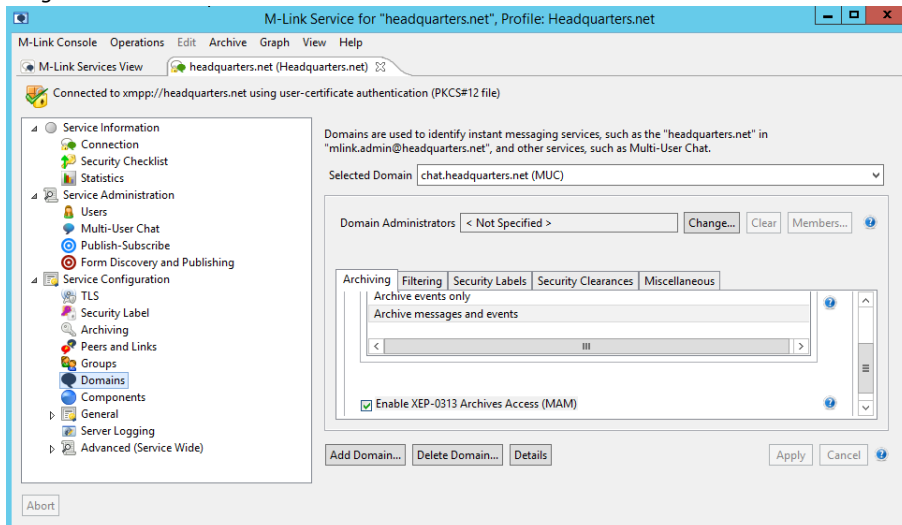 M-Link Service for "headquarters.net", Profile: Headquarters.net
M-Link Console Operations Edit Archive Graph View Help
M-Link Services View headquarters.net (Headquarters.net)
Connected to xmpp://headquarters.net using user-certificate authentication (PKCS#12 file)
Service Information
Connection
Security Checklist
Statistics
Service Administration
Users
Multi-User Chat
Publish-Subscribe
Form Discovery and Publishing
Service Configuration
TLS
Security Label
Archiving
Peers and Links
Groups
Domains
Components
General
Server Logging
Advanced (Service Wide)
Domains are used to identify instant messaging services, such as the "headquarters.net" in
"mlink.admin@headquarters.net", and other services, such as Multi-User Chat.
Selected Domain chat.headquarters.net (MUC)
Domain Administrators < Not Specified > Change... Clear Members...
Archiving Filtering Security Labels Security Clearances Miscellaneous
Archive events only
Archive messages and events
Enable XEP-0313 Archives Access (MAM)
Add Domain... Delete Domain... Details Apply Cancel
Abort